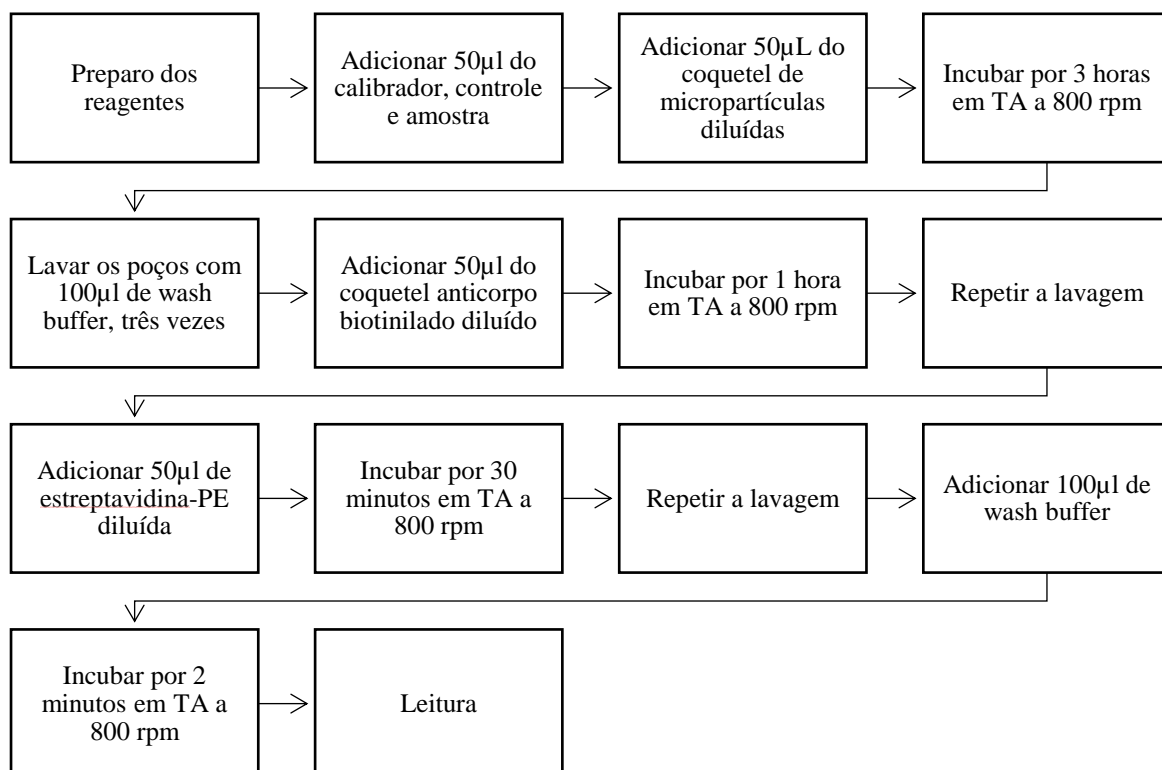 Preparo dos
reagentes
Adicionar 50µl do
calibrador, controle
e amostra
Adicionar 50µL do
coquetel de
micropartículas
diluídas
Incubar por 3 horas
em TA a 800 rpm
Lavar os poços com
100µl de wash
buffer, três vezes
Adicionar 50µl do
coquetel anticorpo
biotinilado diluído
Incubar por 1 hora
em TA a 800 rpm
Repetir a lavagem
Adicionar 50µl de
estreptavidina-PE
diluída
Incubar por 30
minutos em TA a
800 rpm
Repetir a lavagem
Adicionar 100µl de
wash buffer
Incubar por 2
minutos em TA a
800 rpm
Leitura